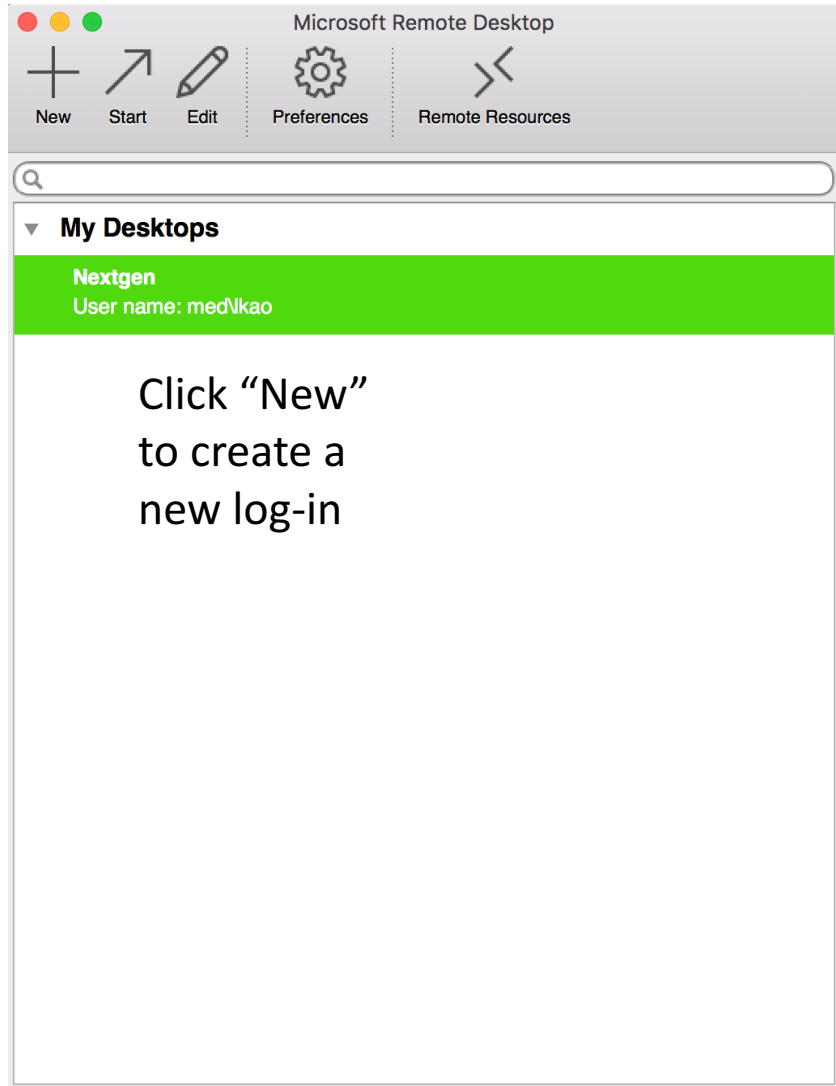 Microsoft Remote Desktop
New Start Edit Preferences Remote Resources
My Desktops
Nextgen
User name: med\lkao
Click “New”
to create a
new log-in